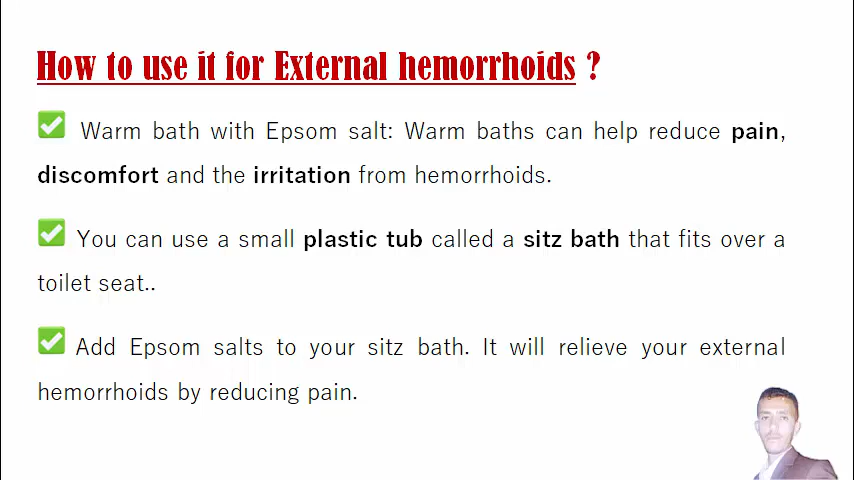 How to use it for External hemorrhoids ?
✅ Warm bath with Epsom salt: Warm baths can help reduce pain,
discomfort and the irritation from hemorrhoids.
✅ You can use a small plastic tub called a sitz bath that fits over a
toilet seat..
✅ Add Epsom salts to your sitz bath. It will relieve your external
hemorrhoids by reducing pain.